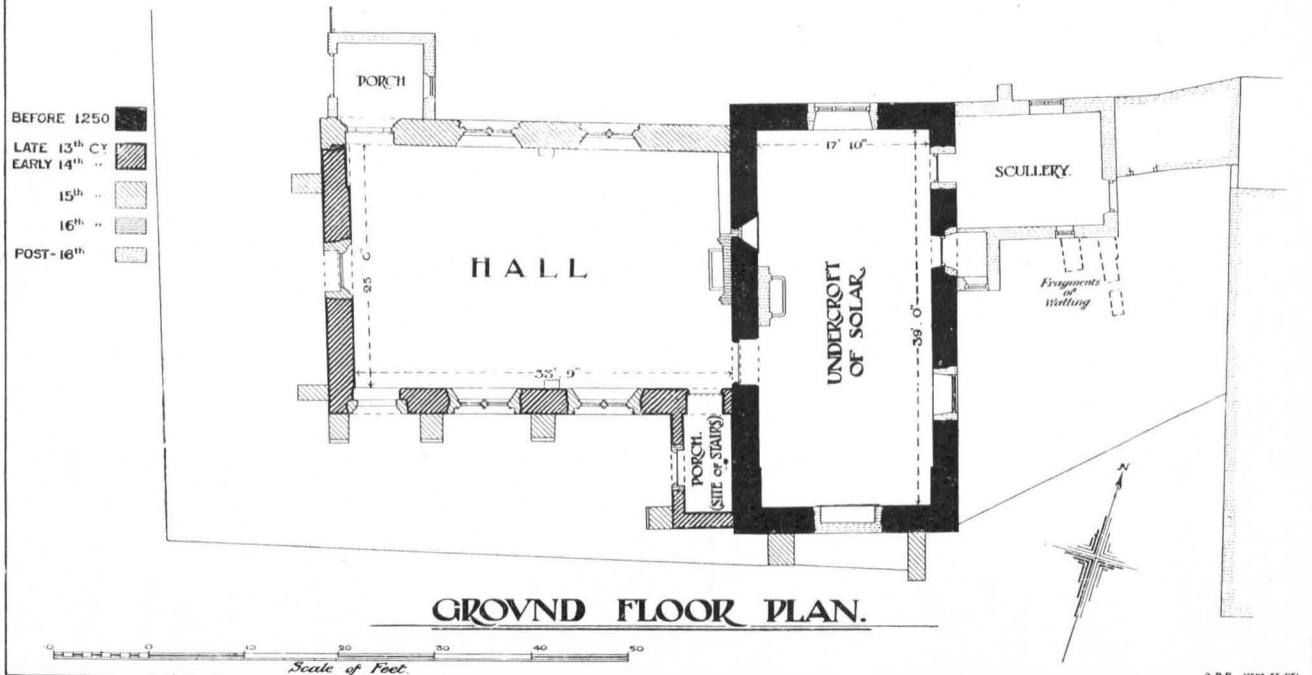 BEFORE 1250
LATE 13th CY
EARLY 14th "
15th "
16th "
POST-16th
PORCH
HALL
25' 0"
33' 9"
PORCH.
(SITE OF STAIRS)
17' 10"
UNDERCROFT
OF SOLAR.
39' 0"
SCULLERY.
Fragments
of
Walling
N
GROVND FLOOR PLAN.
10 0 10 20 30 40 50
Scale of Feet.